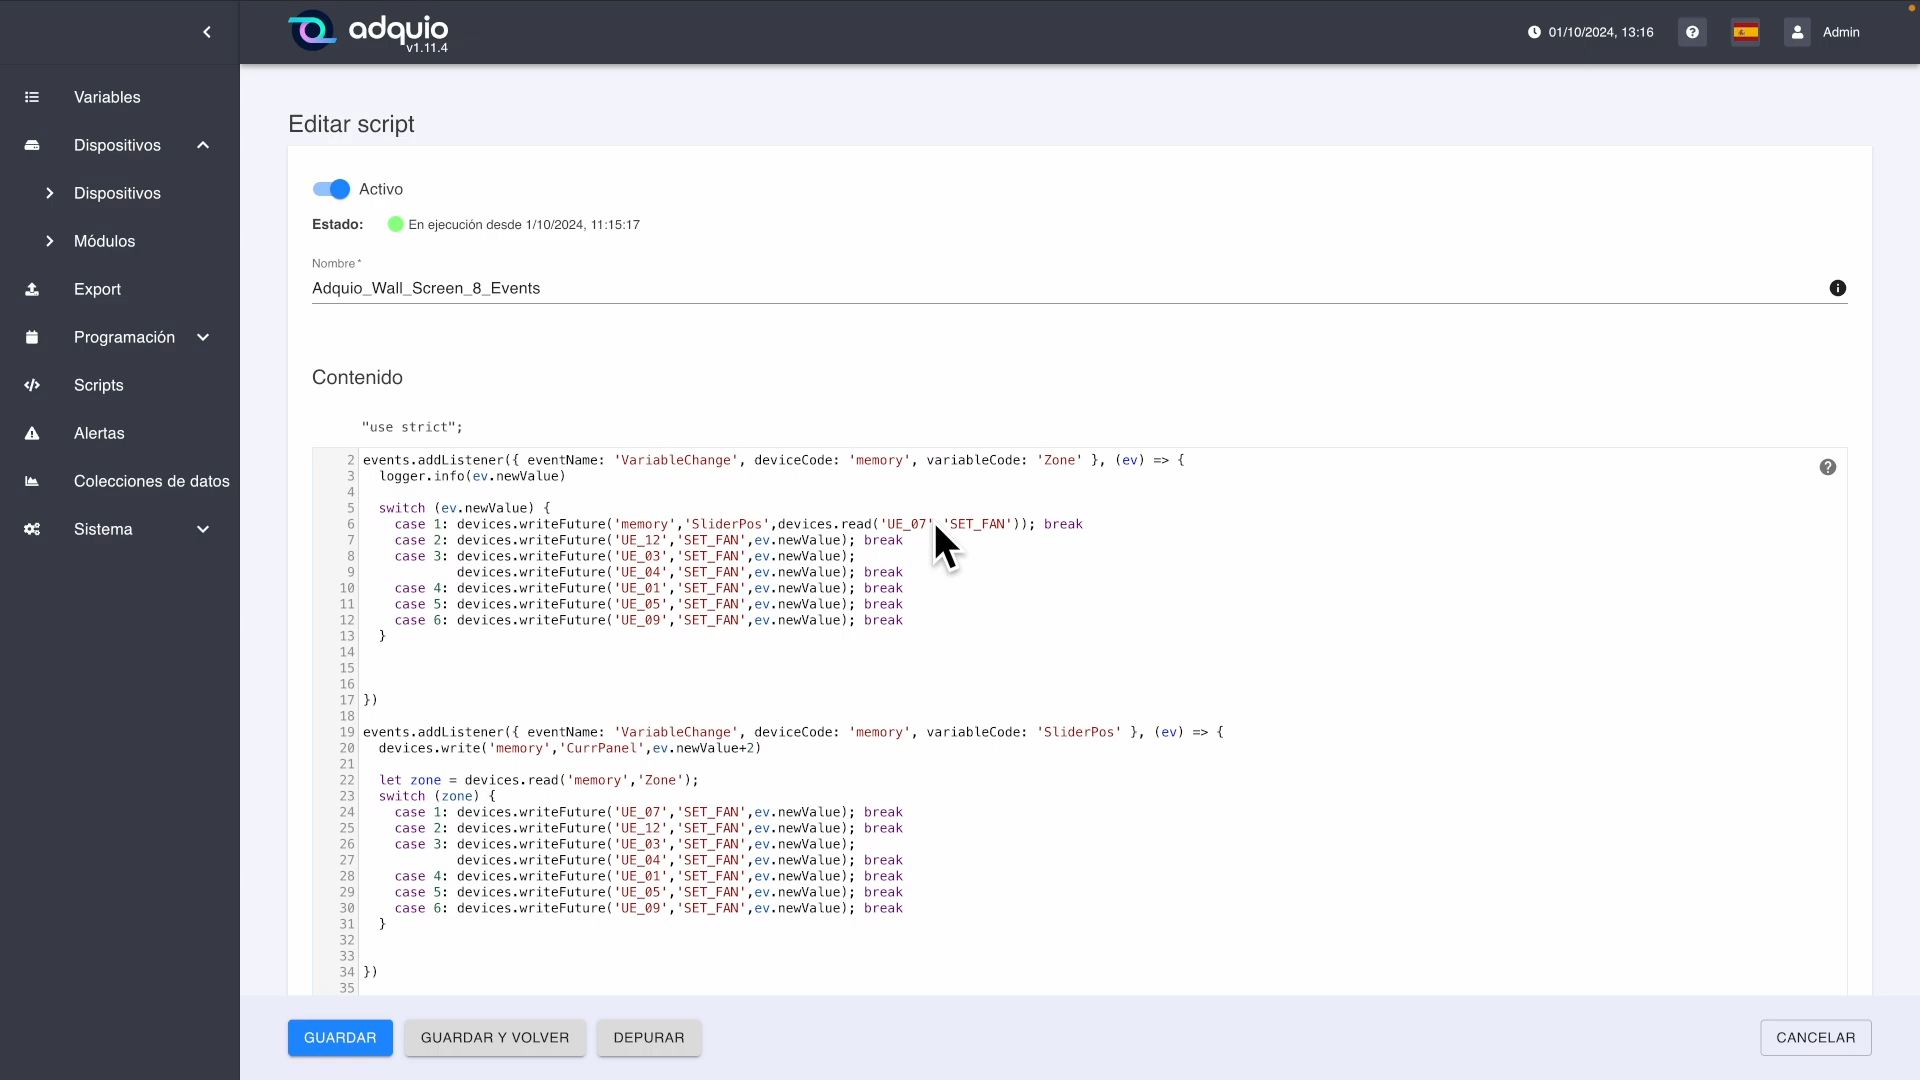 adquio
v1.11.4
01/10/2024, 13:16
Admin
Variables
Dispositivos
Dispositivos
Módulos
Export
Programación
Scripts
Alertas
Colecciones de datos
Sistema
Editar script
Activo
Estado: En ejecución desde 1/10/2024, 11:15:17
Nombre *
Adquio_Wall_Screen_8_Events
Contenido
"use strict";
2 events.addListener({ eventName: 'VariableChange', deviceCode: 'memory', variableCode: 'Zone' }, (ev) => {
3 logger.info(ev.newValue)
4
5 switch (ev.newValue) {
6 case 1: devices.writeFuture('memory','SliderPos',devices.read('UE_07','SET_FAN')); break
7 case 2: devices.writeFuture('UE_12','SET_FAN',ev.newValue); break
8 case 3: devices.writeFuture('UE_03','SET_FAN',ev.newValue);
9 devices.writeFuture('UE_04','SET_FAN',ev.newValue); break
10 case 4: devices.writeFuture('UE_01','SET_FAN',ev.newValue); break
11 case 5: devices.writeFuture('UE_05','SET_FAN',ev.newValue); break
12 case 6: devices.writeFuture('UE_09','SET_FAN',ev.newValue); break
13 }
14
15
16
17 })
18
19 events.addListener({ eventName: 'VariableChange', deviceCode: 'memory', variableCode: 'SliderPos' }, (ev) => {
20 devices.write('memory','CurrPanel',ev.newValue+2)
21
22 let zone = devices.read('memory','Zone');
23 switch (zone) {
24 case 1: devices.writeFuture('UE_07','SET_FAN',ev.newValue); break
25 case 2: devices.writeFuture('UE_12','SET_FAN',ev.newValue); break
26 case 3: devices.writeFuture('UE_03','SET_FAN',ev.newValue);
27 devices.writeFuture('UE_04','SET_FAN',ev.newValue); break
28 case 4: devices.writeFuture('UE_01','SET_FAN',ev.newValue); break
29 case 5: devices.writeFuture('UE_05','SET_FAN',ev.newValue); break
30 case 6: devices.writeFuture('UE_09','SET_FAN',ev.newValue); break
31 }
32
33
34 })
35
GUARDAR
GUARDAR Y VOLVER
DEPURAR
CANCELAR